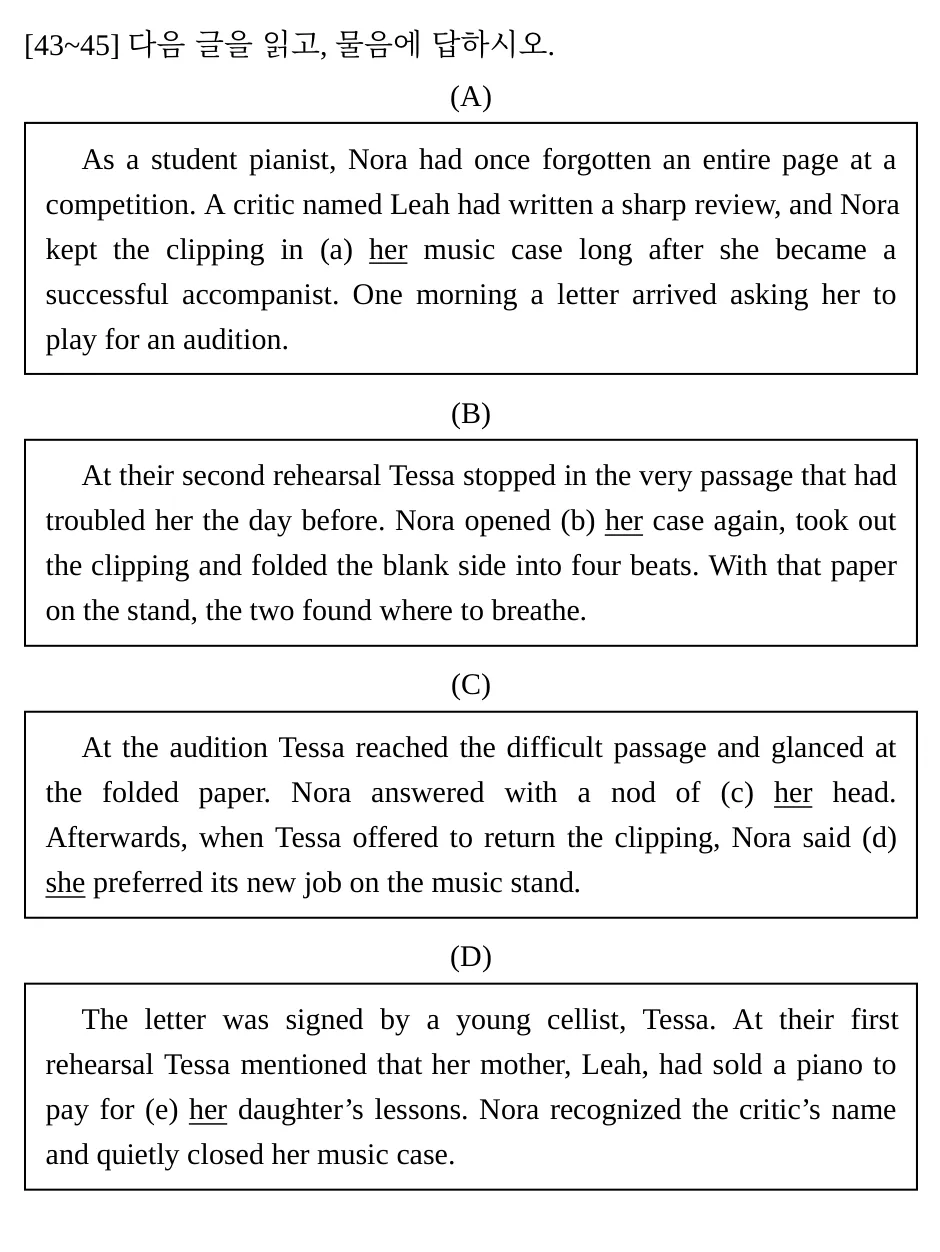 [43~45] 다음 글을 읽고, 물음에 답하시오.
(A)
As a student pianist, Nora had once forgotten an entire page at a
competition. A critic named Leah had written a sharp review, and Nora
kept the clipping in (a) her music case long after she became a
successful accompanist. One morning a letter arrived asking her to
play for an audition.
(B)
At their second rehearsal Tessa stopped in the very passage that had
troubled her the day before. Nora opened (b) her case again, took out
the clipping and folded the blank side into four beats. With that paper
on the stand, the two found where to breathe.
(C)
At the audition Tessa reached the difficult passage and glanced at
the folded paper. Nora answered with a nod of (c) her head.
Afterwards, when Tessa offered to return the clipping, Nora said (d)
she preferred its new job on the music stand.
(D)
The letter was signed by a young cellist, Tessa. At their first
rehearsal Tessa mentioned that her mother, Leah, had sold a piano to
pay for (e) her daughter’s lessons. Nora recognized the critic’s name
and quietly closed her music case.